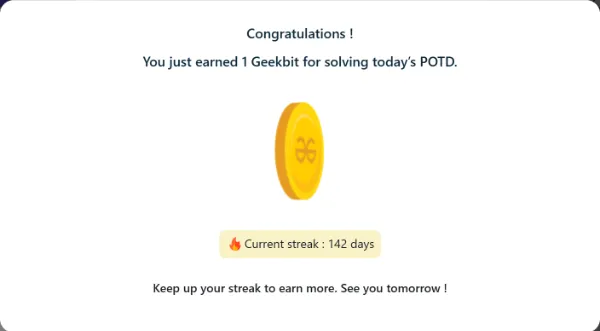 Congratulations !
You just earned 1 Geekbit for solving today’s POTD.
Current streak : 142 days
Keep up your streak to earn more. See you tomorrow !